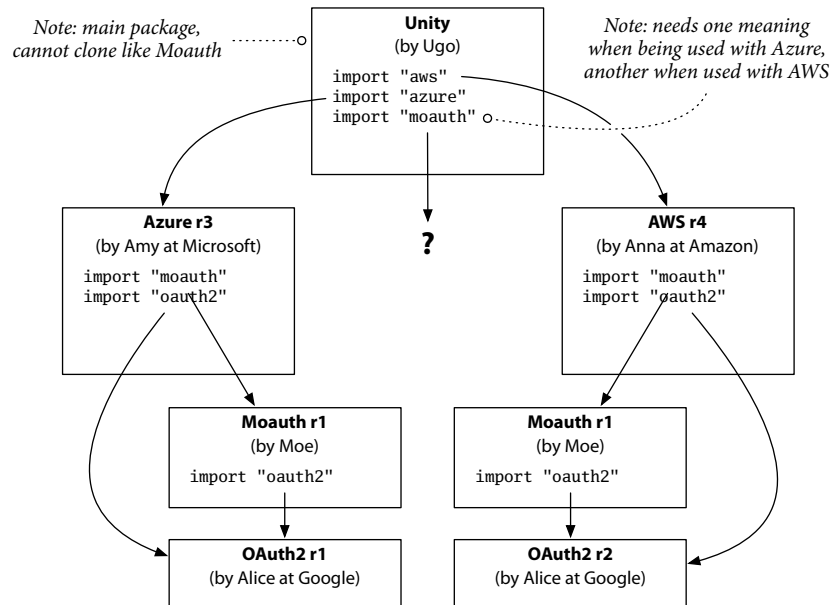 Note: main package,
cannot clone like Moauth
Unity
(by Ugo)
import "aws"
import "azure"
import "moauth"
Note: needs one meaning
when being used with Azure,
another when used with AWS
?
Azure r3
(by Amy at Microsoft)
import "moauth"
import "oauth2"
AWS r4
(by Anna at Amazon)
import "moauth"
import "oauth2"
Moauth r1
(by Moe)
import "oauth2"
Moauth r1
(by Moe)
import "oauth2"
OAuth2 r1
(by Alice at Google)
OAuth2 r2
(by Alice at Google)